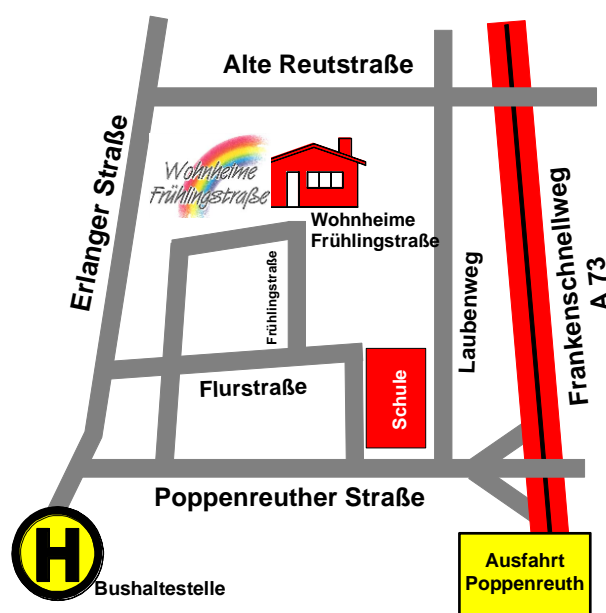 Alte Reutstraße
Erlanger Straße
Wohnheime
Frühlingstraße
Wohnheime
Frühlingstraße
Frühlingstraße
Laubenweg
Frankenschnellweg
A 73
Flurstraße
Schule
Poppenreuther Straße
H
Bushaltestelle
Ausfahrt
Poppenreuth